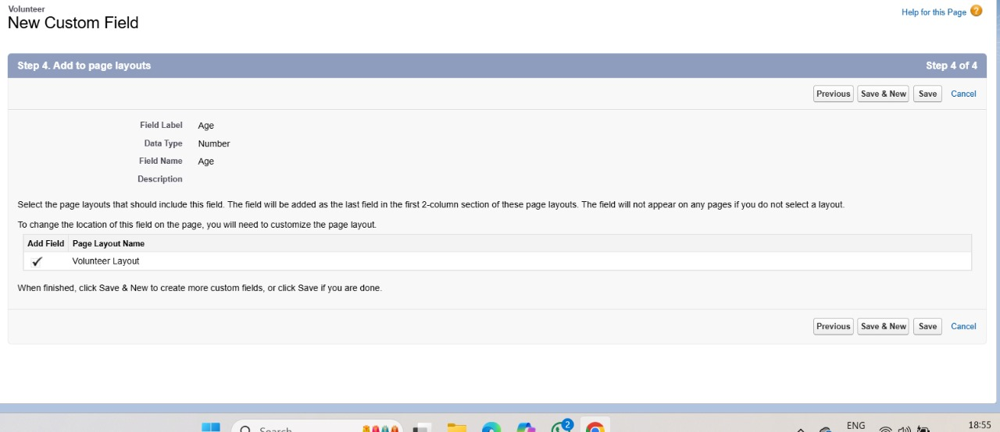 Volunteer
New Custom Field
Help for this Page ?
Step 4. Add to page layouts
Step 4 of 4
Previous Save & New Save Cancel
Field Label Age
Data Type Number
Field Name Age
Description
Select the page layouts that should include this field. The field will be added as the last field in the first 2-column section of these page layouts. The field will not appear on any pages if you do not select a layout.
To change the location of this field on the page, you will need to customize the page layout.
Add Field Page Layout Name
Volunteer Layout
When finished, click Save & New to create more custom fields, or click Save if you are done.
Previous Save & New Save Cancel
Search
2
ENG
18:55